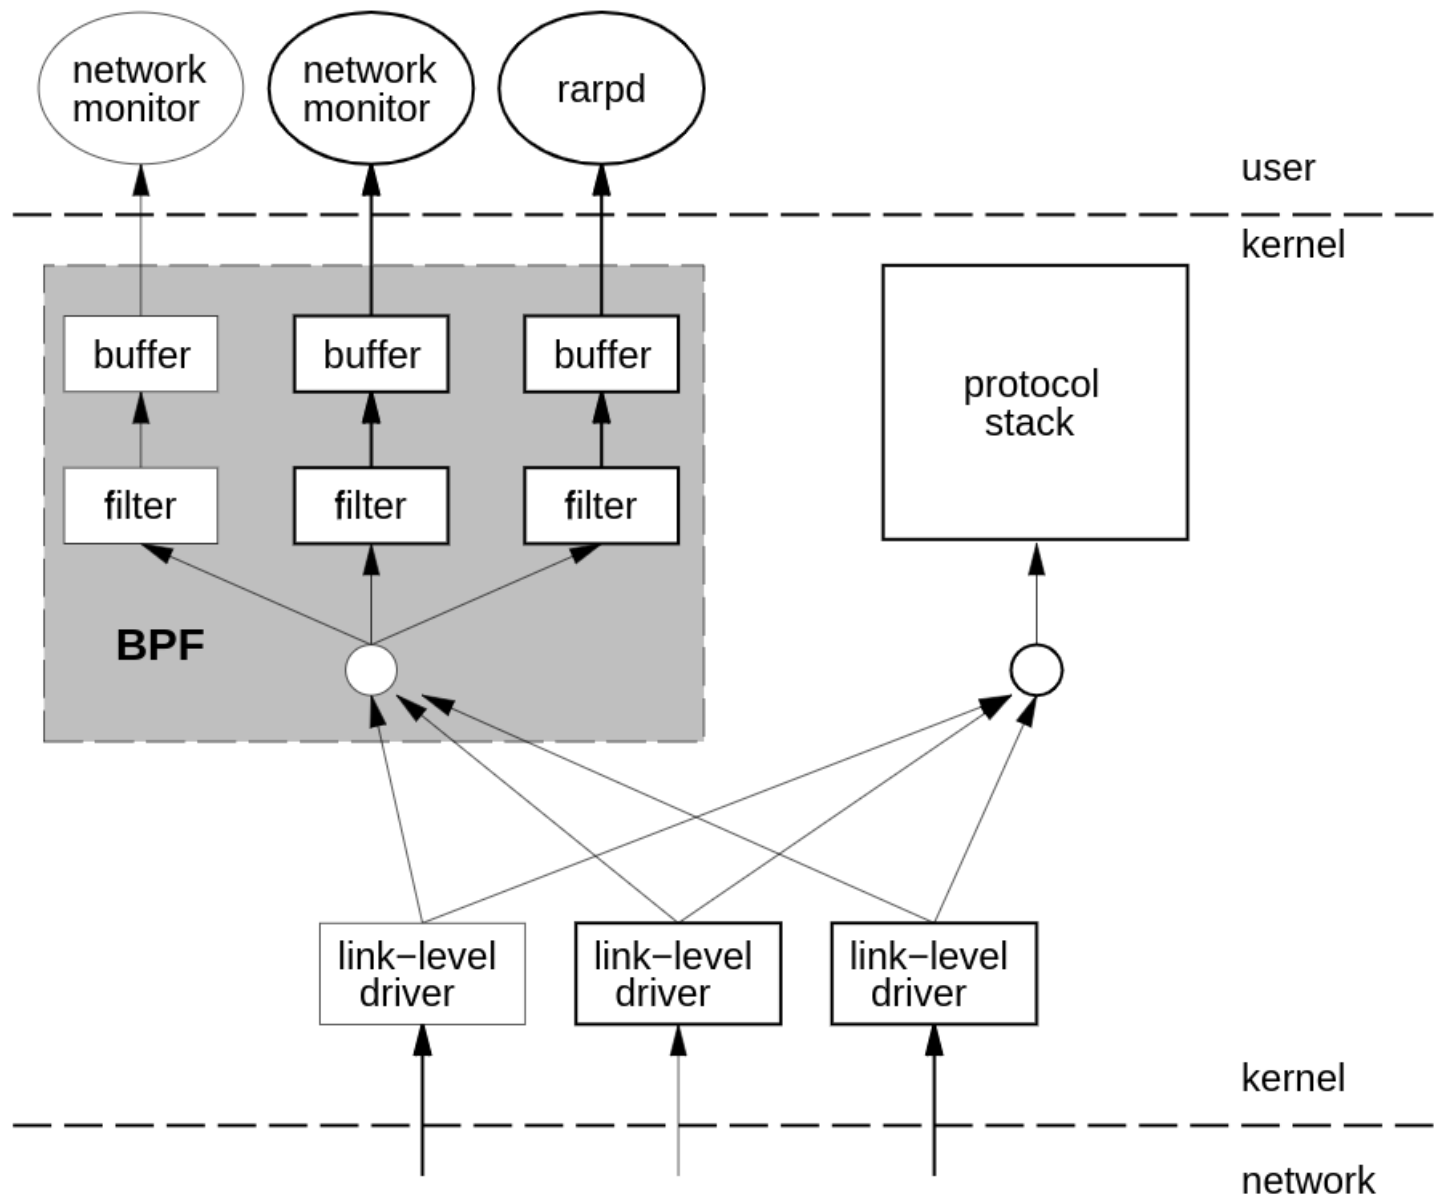 network
monitor
network
monitor
rarpd
user
kernel
buffer
buffer
buffer
protocol
stack
filter
filter
filter
BPF
link−level
driver
link−level
driver
link−level
driver
kernel
network